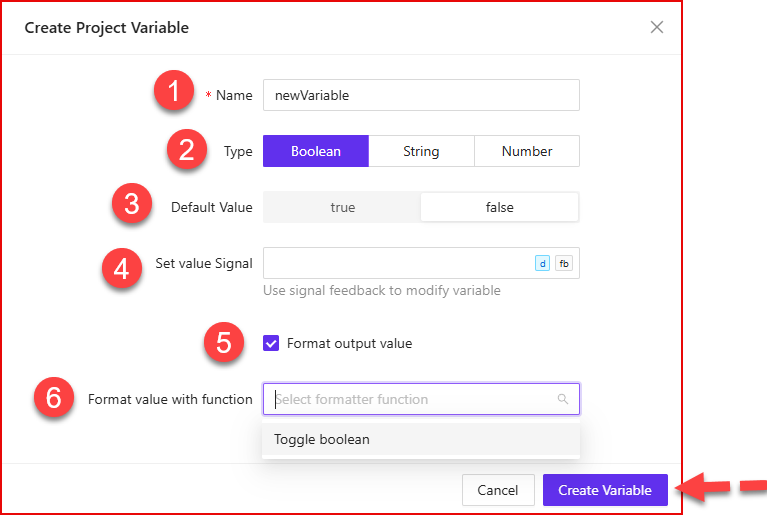 Create Project Variable
1 * Name newVariable
2 Type Boolean String Number
3 Default Value true false
4 Set value Signal d fb
Use signal feedback to modify variable
5 Format output value
6 Format value with function Select formatter function
Toggle boolean
Cancel Create Variable